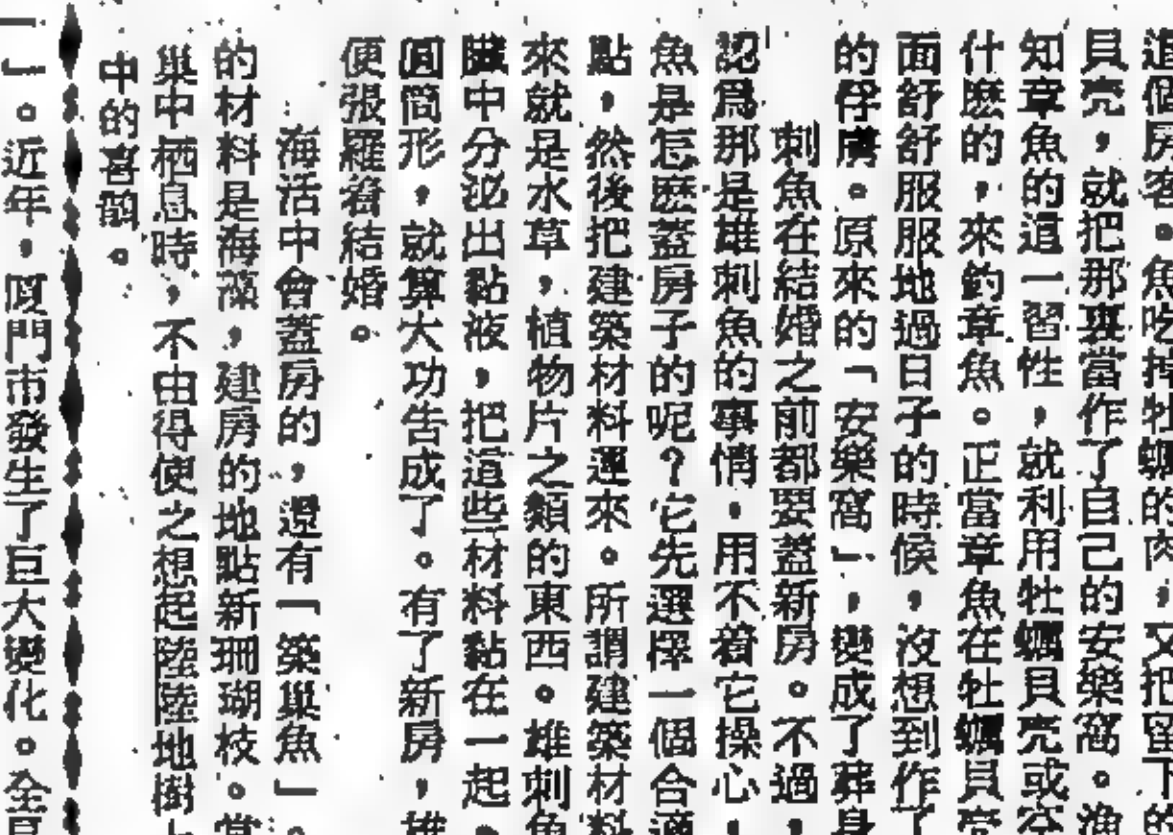 這個房客。魚吃掉牡蠣的肉，又把留下的
貝壳，就把那裏當作了自己的安樂窩。漁
知章魚的這一習性，就利用牡蠣貝壳或谷
什麽的，來釣章魚。正當章魚在牡蠣貝壳
面舒舒服服地過日子的時候，没想到作了
的俘虜。原來的「安樂窩」，變成了葬身
刺魚在結婚之前都要蓋新房。不過，
認爲那是雄刺魚的事情，用不着它操心，
魚是怎麽蓋房子的呢？它先選擇一個合適
點，然後把建築材料運來。所謂建築材料
來就是水草，植物片之類的東西。雄刺魚
臟中分泌出黏液，把這些材料黏在一起，
圓筒形，就算大功告成了。有了新房，雄
便張羅着結婚。
海活中會蓋房的，還有「築巢魚」。
的材料是海藻，建房的地點新珊瑚枝。當
巢中栖息時，不由得使之想起陸陸地樹上
中的喜鵲。
」。近年，厦門市發生了巨大變化。全